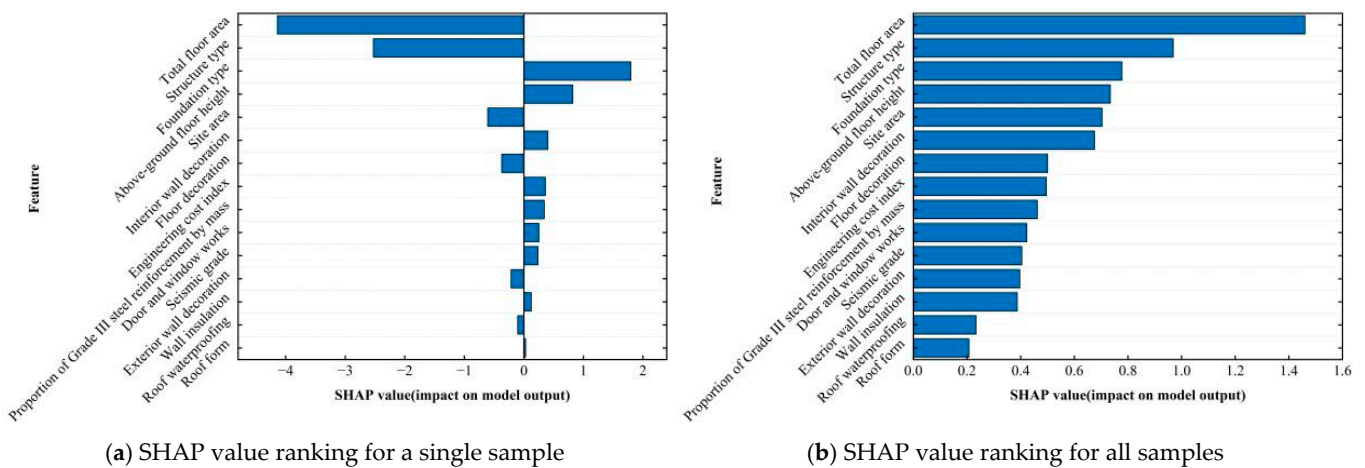 Feature
Total floor area
Structure type
Foundation type
Above-ground floor height
Site area
Interior wall decoration
Floor decoration
Engineering cost index
Proportion of Grade III steel reinforcement by mass
Door and window works
Seismic grade
Exterior wall decoration
Wall insulation
Roof waterproofing
Roof form
−4 −3 −2 −1 0 1 2
SHAP value(impact on model output)
(a) SHAP value ranking for a single sample
Feature
Total floor area
Structure type
Foundation type
Above-ground floor height
Site area
Interior wall decoration
Floor decoration
Engineering cost index
Proportion of Grade III steel reinforcement by mass
Door and window works
Seismic grade
Exterior wall decoration
Wall insulation
Roof waterproofing
Roof form
0.0 0.2 0.4 0.6 0.8 1.0 1.2 1.4 1.6
SHAP value(impact on model output)
(b) SHAP value ranking for all samples